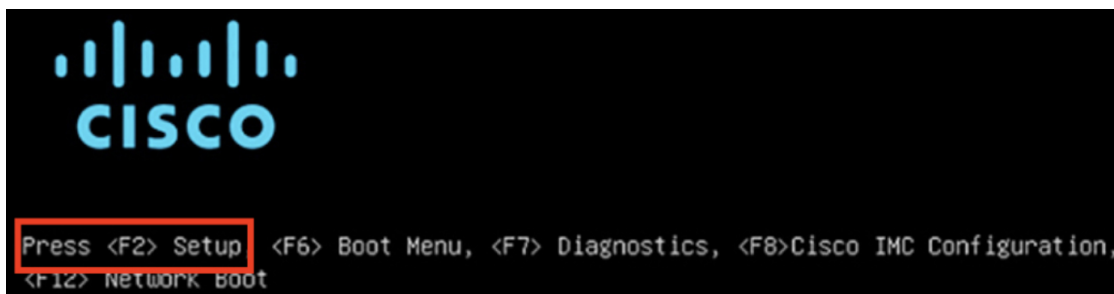 CISCO
Press <F2> Setup, <F6> Boot Menu, <F7> Diagnostics, <F8>Cisco IMC Configuration,
<F12> Network Boot